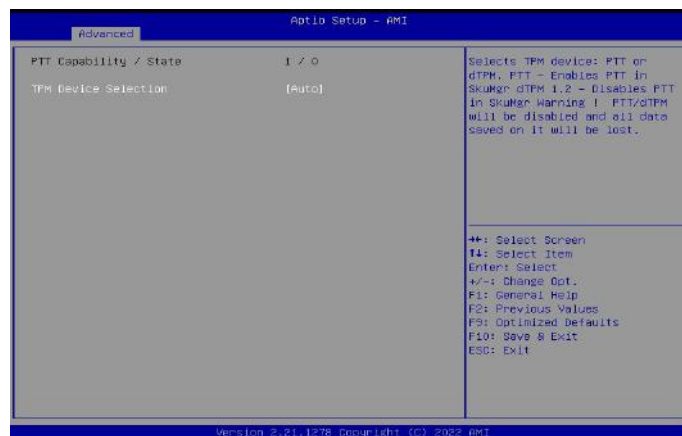 Aptio Setup – AMI
Advanced
PTT Capability / State 1 / 0
TPM Device Selection [Auto]
Selects TPM device: PTT or
dTPM. PTT - Enables PTT in
SkuMgr dTPM 1.2 - Disables PTT
in SkuMgr Warning ! PTT/dTPM
will be disabled and all data
saved on it will be lost.
→←: Select Screen
↑↓: Select Item
Enter: Select
+/-: Change Opt.
F1: General Help
F2: Previous Values
F9: Optimized Defaults
F10: Save & Exit
ESC: Exit
Version 2.21.1278 Copyright (C) 2022 AMI